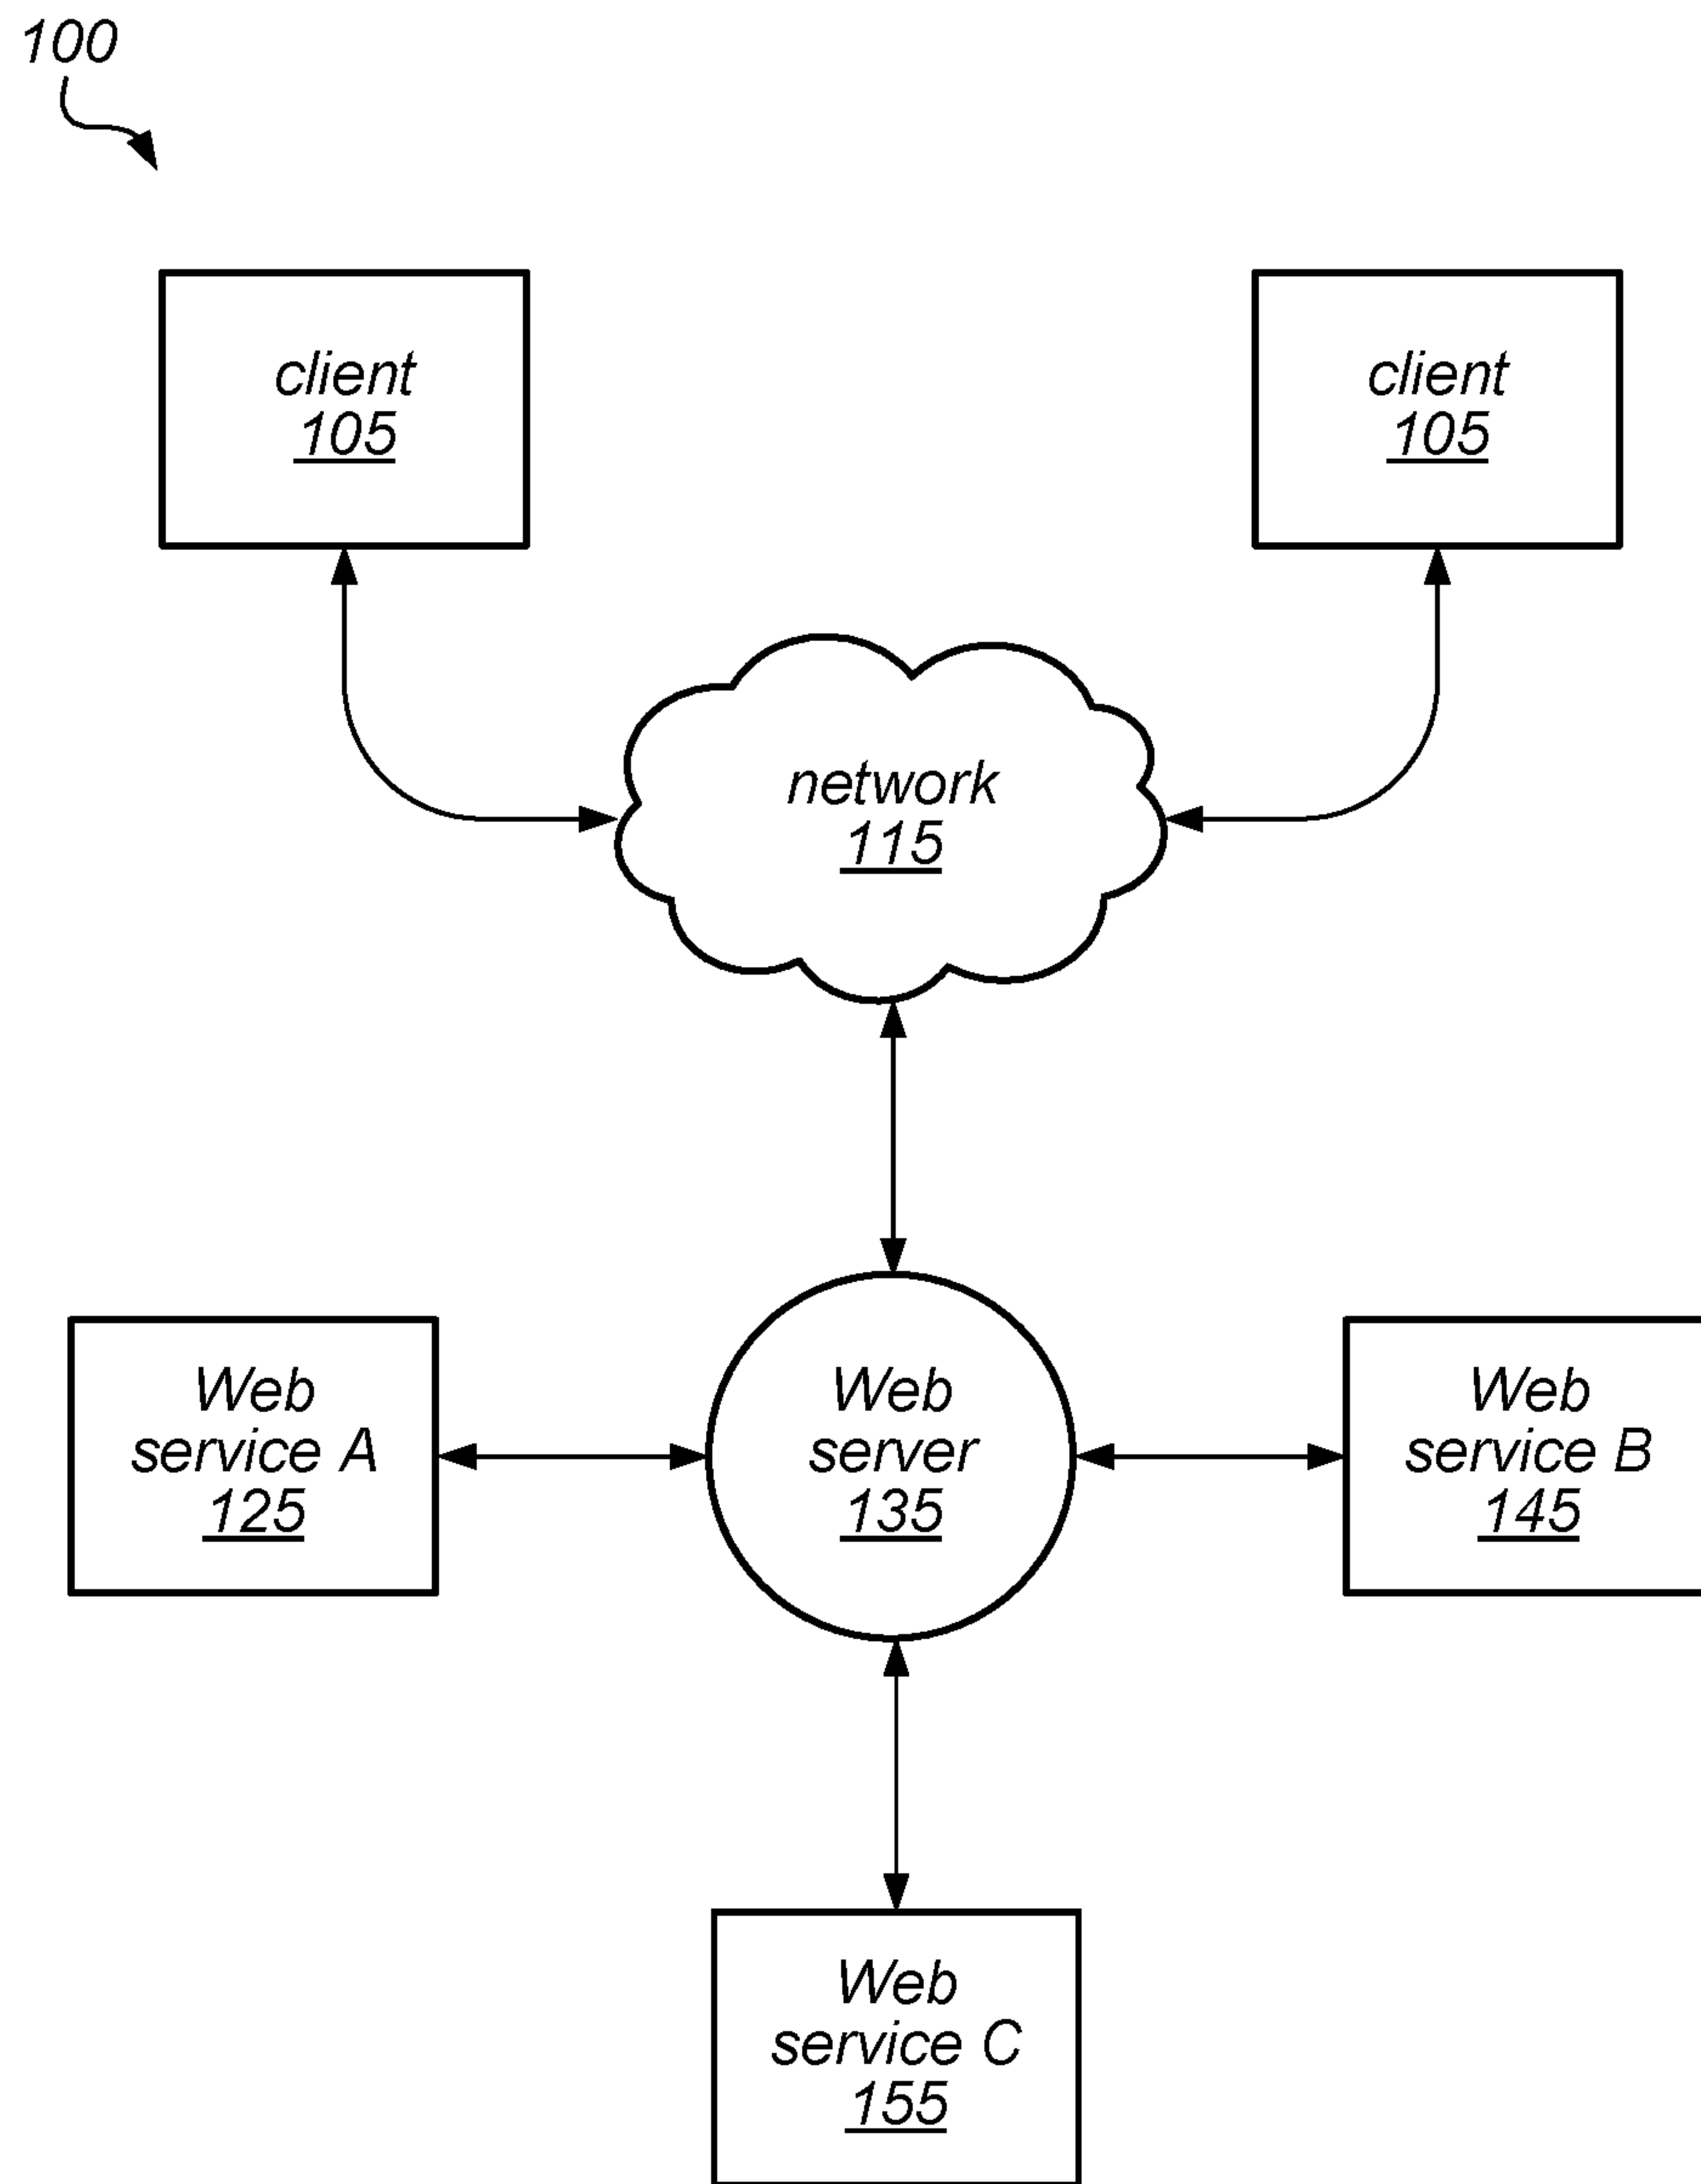 100
client
105
client
105
network
115
Web
service A
125
Web
server
135
Web
service B
145
Web
service C
155